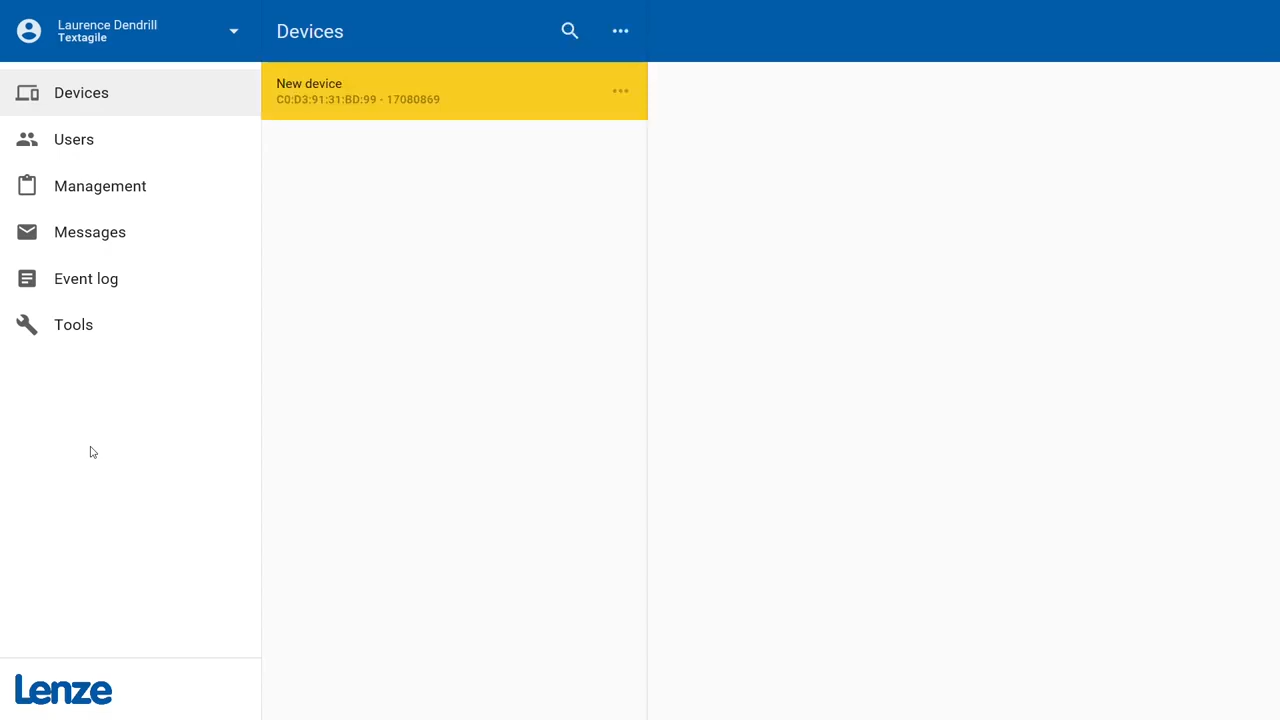 Laurence Dendrill
Textagile
Devices
Users
Management
Messages
Event log
Tools
Lenze
Devices
New device
C0:D3:91:31:BD:99 - 17080869